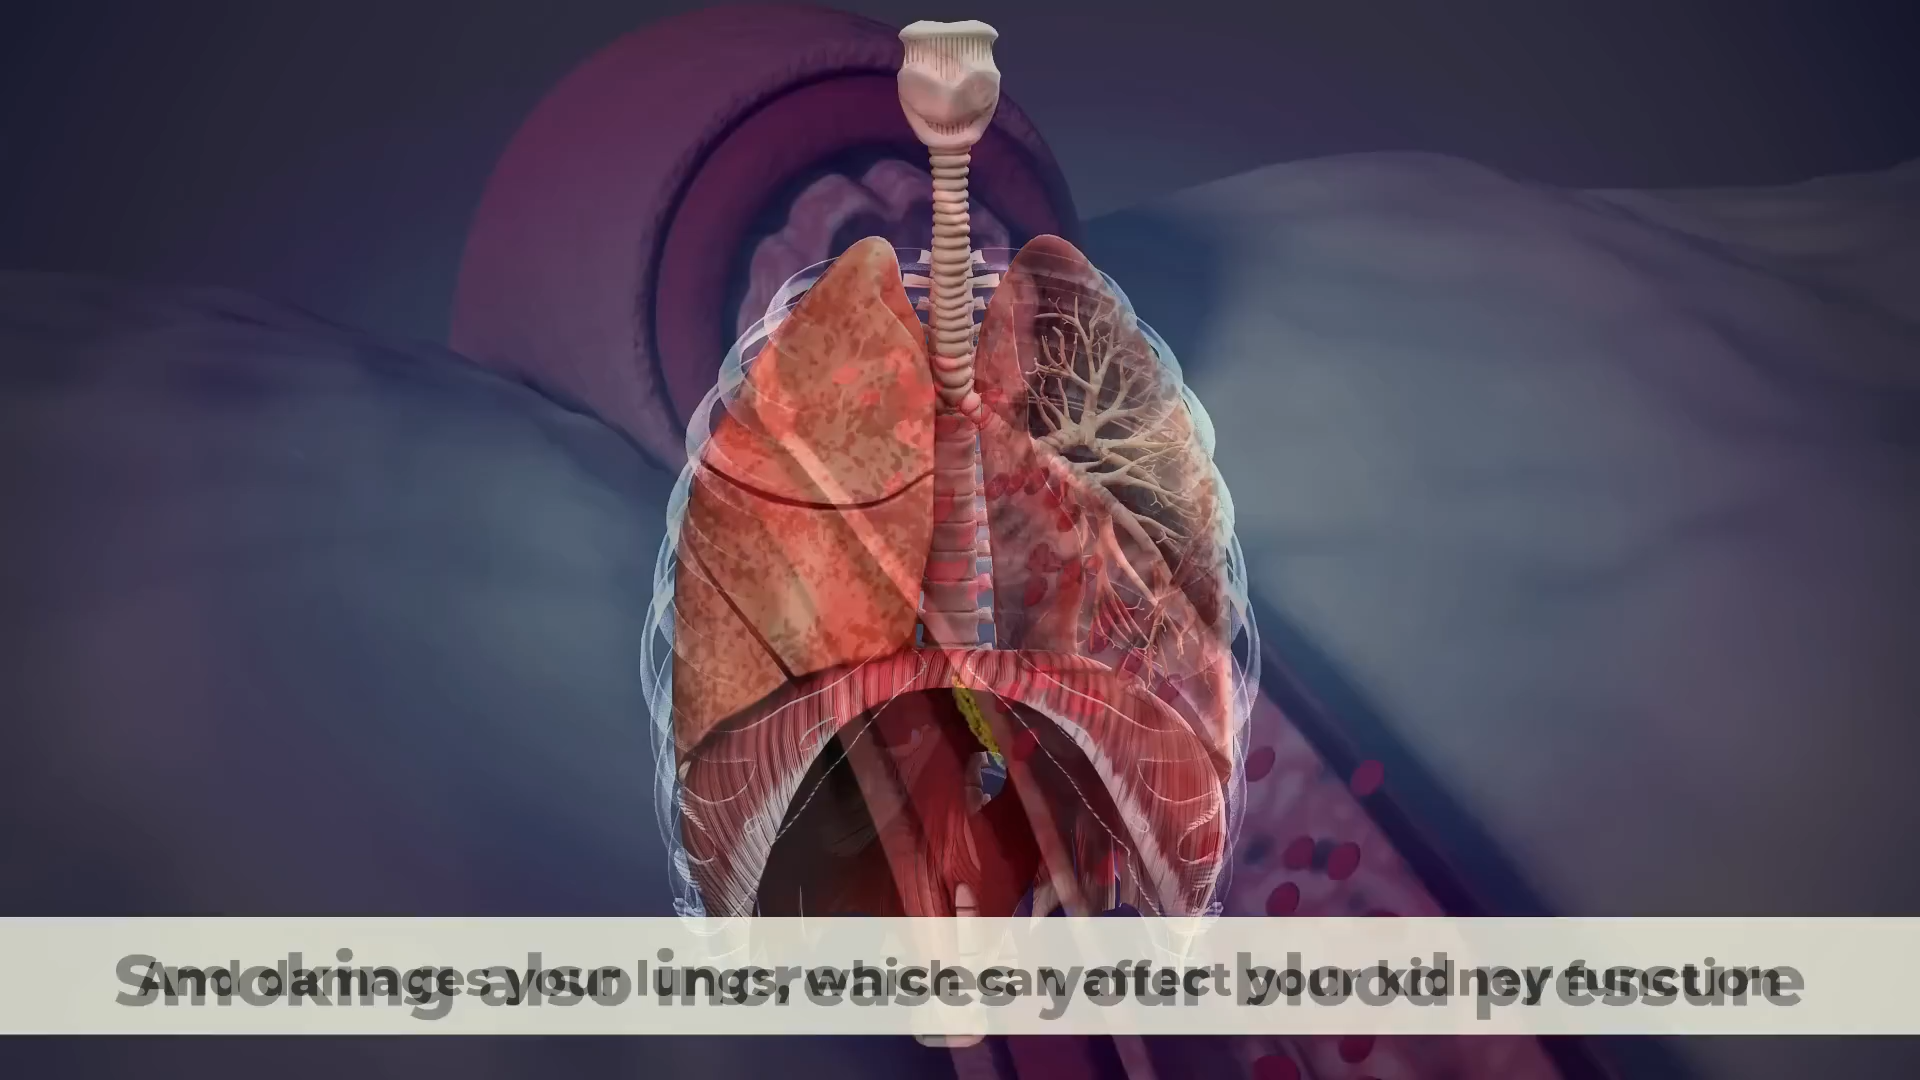 Smoking also increases your blood pressure
And damages your lungs, which can affect your kidney function